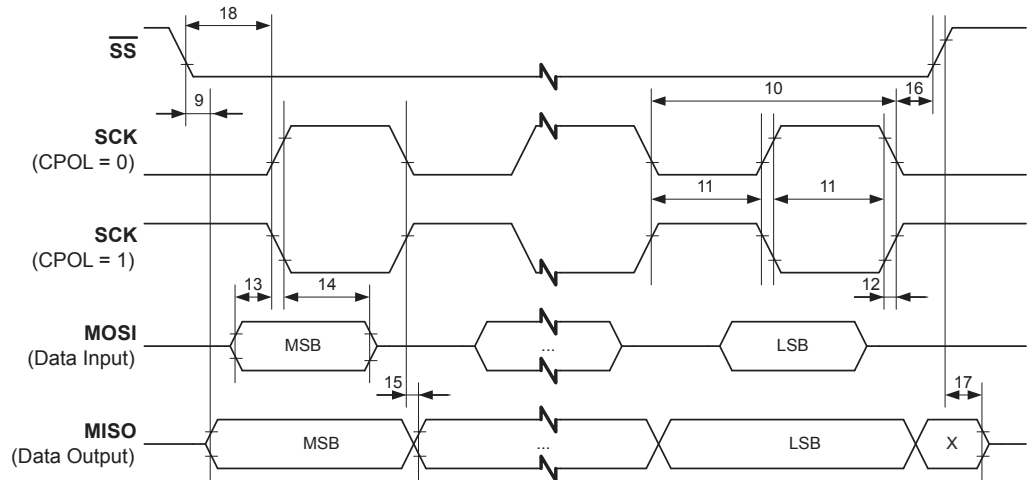 18
SS
9
10
16
SCK
(CPOL = 0)
11
11
SCK
(CPOL = 1)
13
14
12
MOSI
(Data Input)
MSB
...
LSB
15
17
MISO
(Data Output)
MSB
...
LSB
X